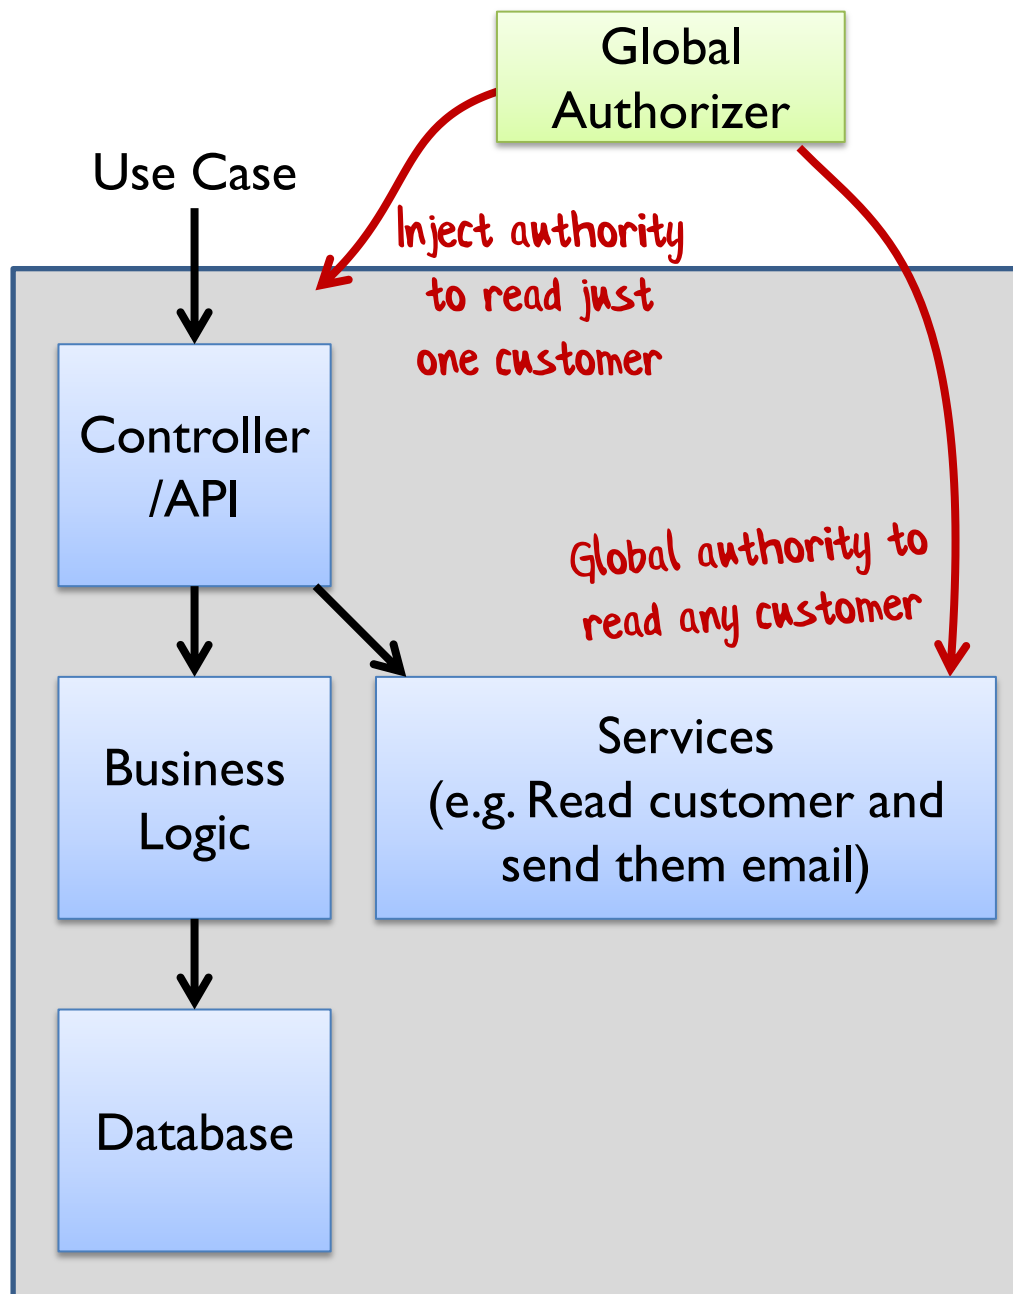 Global
Authorizer
Use Case
Inject authority
to read just
one customer
Controller
/API
Global authority to
read any customer
Business
Logic
Services
(e.g. Read customer and
send them email)
Database